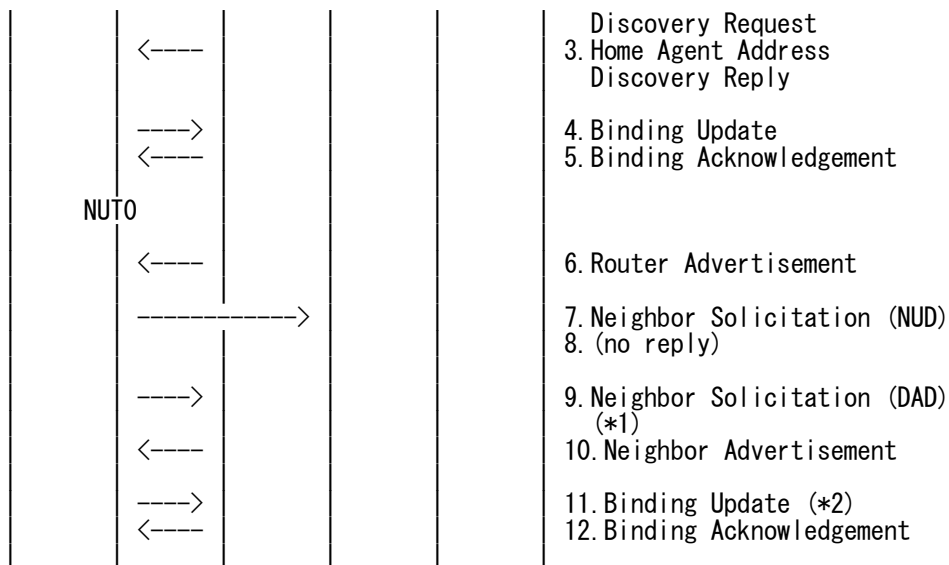 Discovery Request
<---- 3.Home Agent Address
Discovery Reply
----> 4.Binding Update
<---- 5.Binding Acknowledgement
NUT0
<---- 6.Router Advertisement
------------> 7.Neighbor Solicitation (NUD)
8.(no reply)
----> 9.Neighbor Solicitation (DAD)
(*1)
<---- 10.Neighbor Advertisement
----> 11.Binding Update (*2)
<---- 12.Binding Acknowledgement